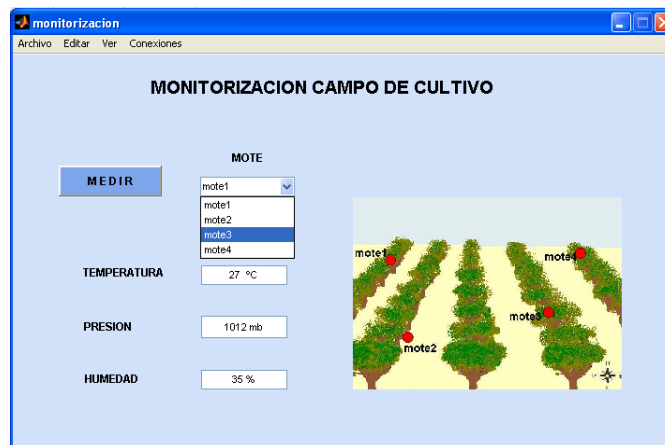 monitorizacion
Archivo Editar Ver Conexiones
MONITORIZACION CAMPO DE CULTIVO
MOTE
MEDIR
mote1
mote1
mote2
mote3
mote4
TEMPERATURA 27 ºC
PRESION 1012 mb
HUMEDAD 35 %
mote1
mote4
mote3
mote2